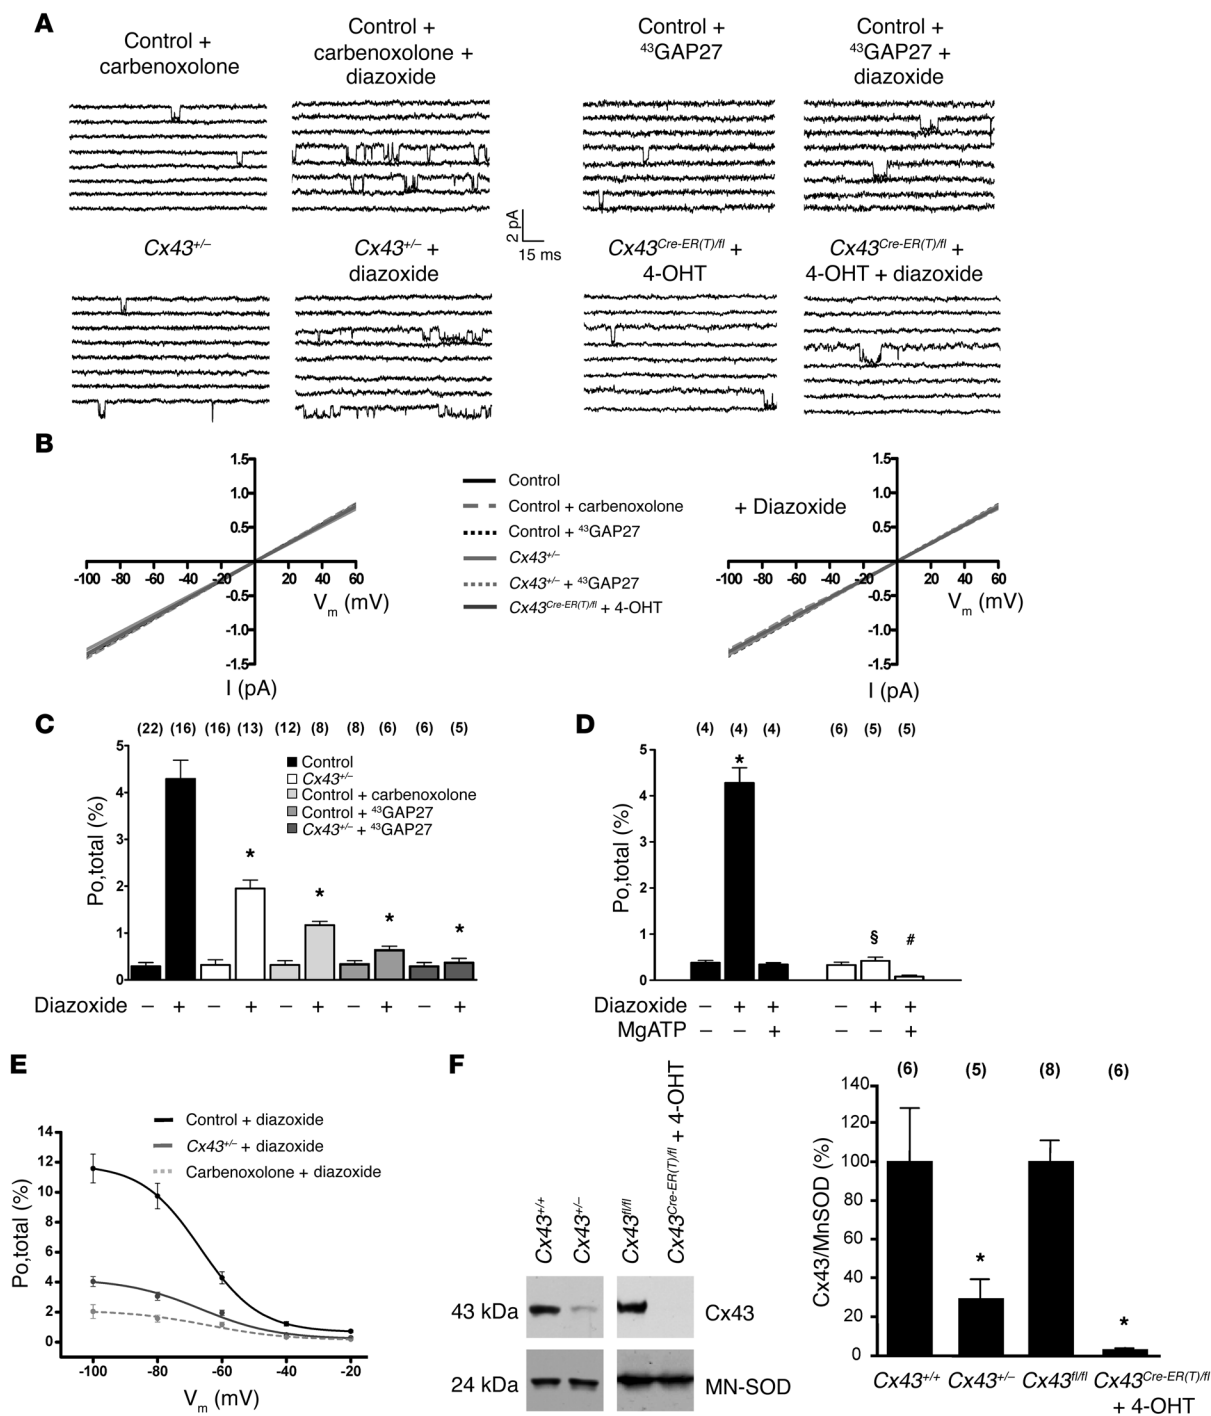 A
Control +
carbenoxolone
Control +
carbenoxolone +
diazoxide
Control +
⁴³GAP27
Control +
⁴³GAP27 +
diazoxide
2 pA
15 ms
Cx43⁺/⁻
Cx43⁺/⁻ +
diazoxide
Cx43Cre-ER(T)/fl +
4-OHT
Cx43Cre-ER(T)/fl +
4-OHT + diazoxide
B
1.5
1.0
0.5
-0.5
-1.0
-1.5
-100 -80 -60 -40 -20 20 40 60
Vm (mV)
I (pA)
Control
Control + carbenoxolone
Control + ⁴³GAP27
Cx43⁺/⁻
Cx43⁺/⁻ + ⁴³GAP27
Cx43Cre-ER(T)/fl + 4-OHT
+ Diazoxide
1.5
1.0
0.5
-0.5
-1.0
-1.5
-100 -80 -60 -40 -20 20 40 60
Vm (mV)
I (pA)
C
(22) (16) (16) (13) (12) (8) (8) (6) (6) (5)
Po,total (%)
5
4
3
2
1
0
Control
Cx43⁺/⁻
Control + carbenoxolone
Control + ⁴³GAP27
Cx43⁺/⁻ + ⁴³GAP27
* * * *
Diazoxide – + – + – + – + – +
D
(4) (4) (4) (6) (5) (5)
Po,total (%)
5
4
3
2
1
0
* § #
Diazoxide – + + – + +
MgATP – – + – – +
E
Control + diazoxide
Cx43⁺/⁻ + diazoxide
Carbenoxolone + diazoxide
Po,total (%)
14
12
10
8
6
4
2
0
-100 -80 -60 -40 -20
Vm (mV)
F
Cx43⁺/⁺
Cx43⁺/⁻
Cx43fl/fl
Cx43Cre-ER(T)/fl + 4-OHT
43 kDa
Cx43
24 kDa
MN-SOD
(6) (5) (8) (6)
Cx43/MnSOD (%)
140
120
100
80
60
40
20
0
* *
Cx43⁺/⁺ Cx43⁺/⁻ Cx43fl/fl Cx43Cre-ER(T)/fl
+ 4-OHT